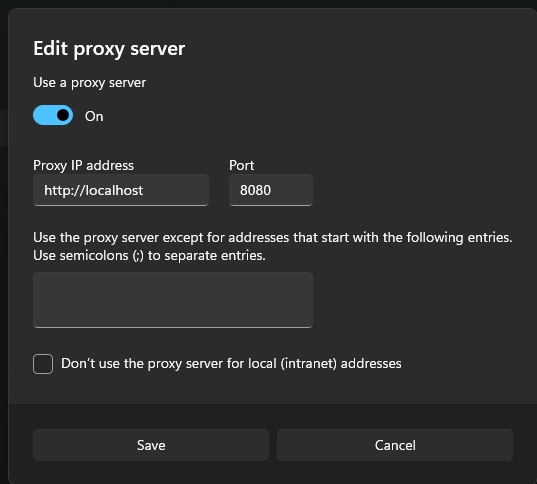 Edit proxy server
Use a proxy server
On
Proxy IP address
Port
http://localhost
8080
Use the proxy server except for addresses that start with the following entries.
Use semicolons (;) to separate entries.
Don't use the proxy server for local (intranet) addresses
Save
Cancel